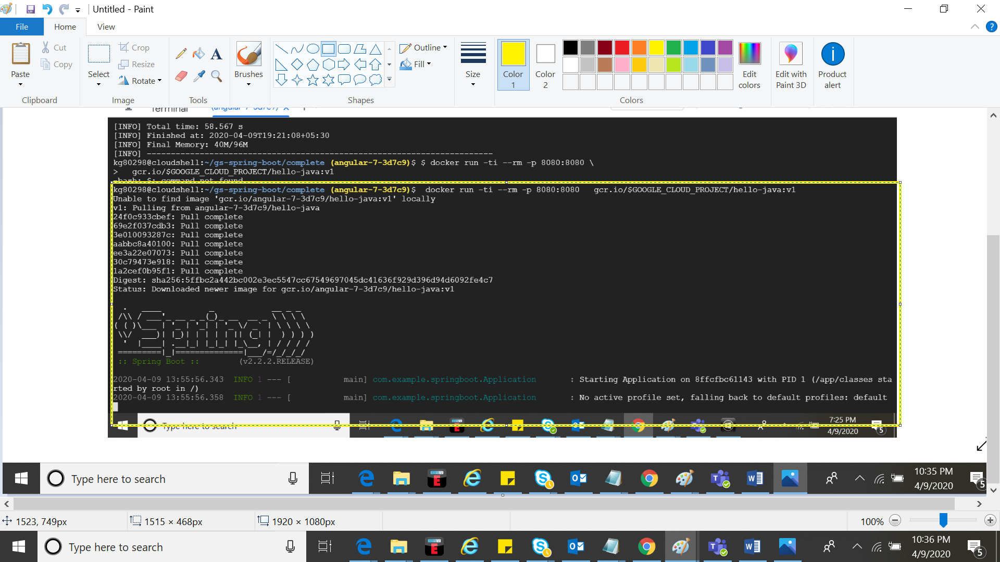 Untitled - Paint
File Home View
Paste
Cut
Copy
Clipboard
Select
Crop
Resize
Rotate
Image
Tools
Brushes
Shapes
Outline
Fill
Size
Color 1
Color 2
Edit colors
Colors
Edit with Paint 3D
Product alert
Terminal (angular-7-3d7c9)
[INFO] Total time: 58.567 s
[INFO] Finished at: 2020-04-09T19:21:08+05:30
[INFO] Final Memory: 40M/96M
[INFO] ------------------------------------------------------------------------
kg80298@cloudshell:~/gs-spring-boot/complete (angular-7-3d7c9)$ $ docker run -ti --rm -p 8080:8080 \
>   gcr.io/$GOOGLE_CLOUD_PROJECT/hello-java:v1
-bash: $: command not found
kg80298@cloudshell:~/gs-spring-boot/complete (angular-7-3d7c9)$  docker run -ti --rm -p 8080:8080   gcr.io/$GOOGLE_CLOUD_PROJECT/hello-java:v1
Unable to find image 'gcr.io/angular-7-3d7c9/hello-java:v1' locally
v1: Pulling from angular-7-3d7c9/hello-java
24f0c933cbef: Pull complete
69e2f037cdb3: Pull complete
3e010093287c: Pull complete
aabbc8a40100: Pull complete
ee3a22e07073: Pull complete
30c79473e918: Pull complete
1a2cef0b95f1: Pull complete
Digest: sha256:5ffbc2a442bc002e3ec5547cc67549697045dc41636f929d396d94d6092fe4c7
Status: Downloaded newer image for gcr.io/angular-7-3d7c9/hello-java:v1
Spring
:: Spring Boot ::        (v2.2.2.RELEASE)
2020-04-09 13:55:56.343  INFO 1 --- [           main] com.example.springboot.Application       : Starting Application on 8ffcfbc61143 with PID 1 (/app/classes sta
rted by root in /)
2020-04-09 13:55:56.358  INFO 1 --- [           main] com.example.springboot.Application       : No active profile set, falling back to default profiles: default
Type here to search
7:25 PM
4/9/2020
5
Type here to search
10:35 PM
4/9/2020
5
1523, 749px
1515 × 468px
1920 × 1080px
100%
Type here to search
10:36 PM
4/9/2020
5